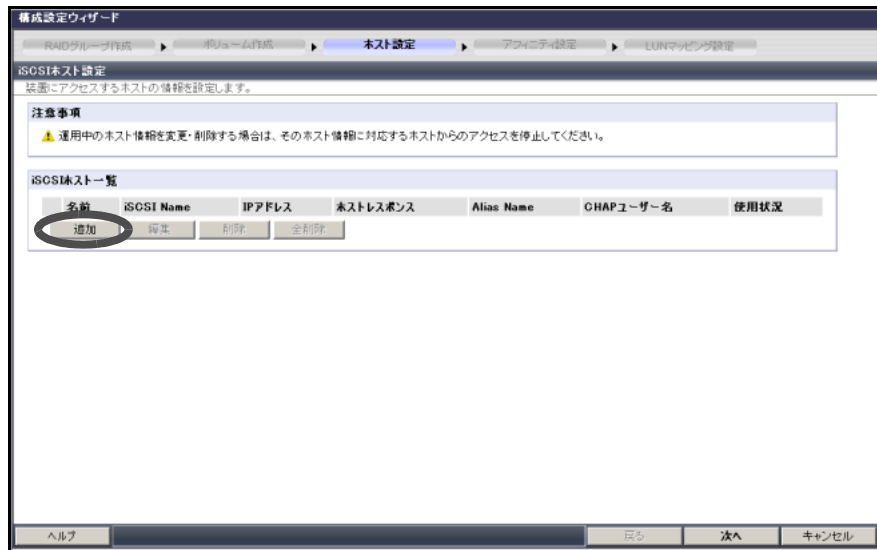 構成設定ウィザード
RAIDグループ作成 ボリューム作成 ホスト設定 アフィニティ設定 LUNマッピング設定
iSCSIホスト設定
装置にアクセスするホストの情報を設定します。
注意事項
運用中のホスト情報を変更・削除する場合は、そのホスト情報に対応するホストからのアクセスを停止してください。
iSCSIホスト一覧
名前 iSCSI Name IPアドレス ホストレスポンス Alias Name CHAPユーザー名 使用状況
追加 編集 削除 全削除
ヘルプ 戻る 次へ キャンセル